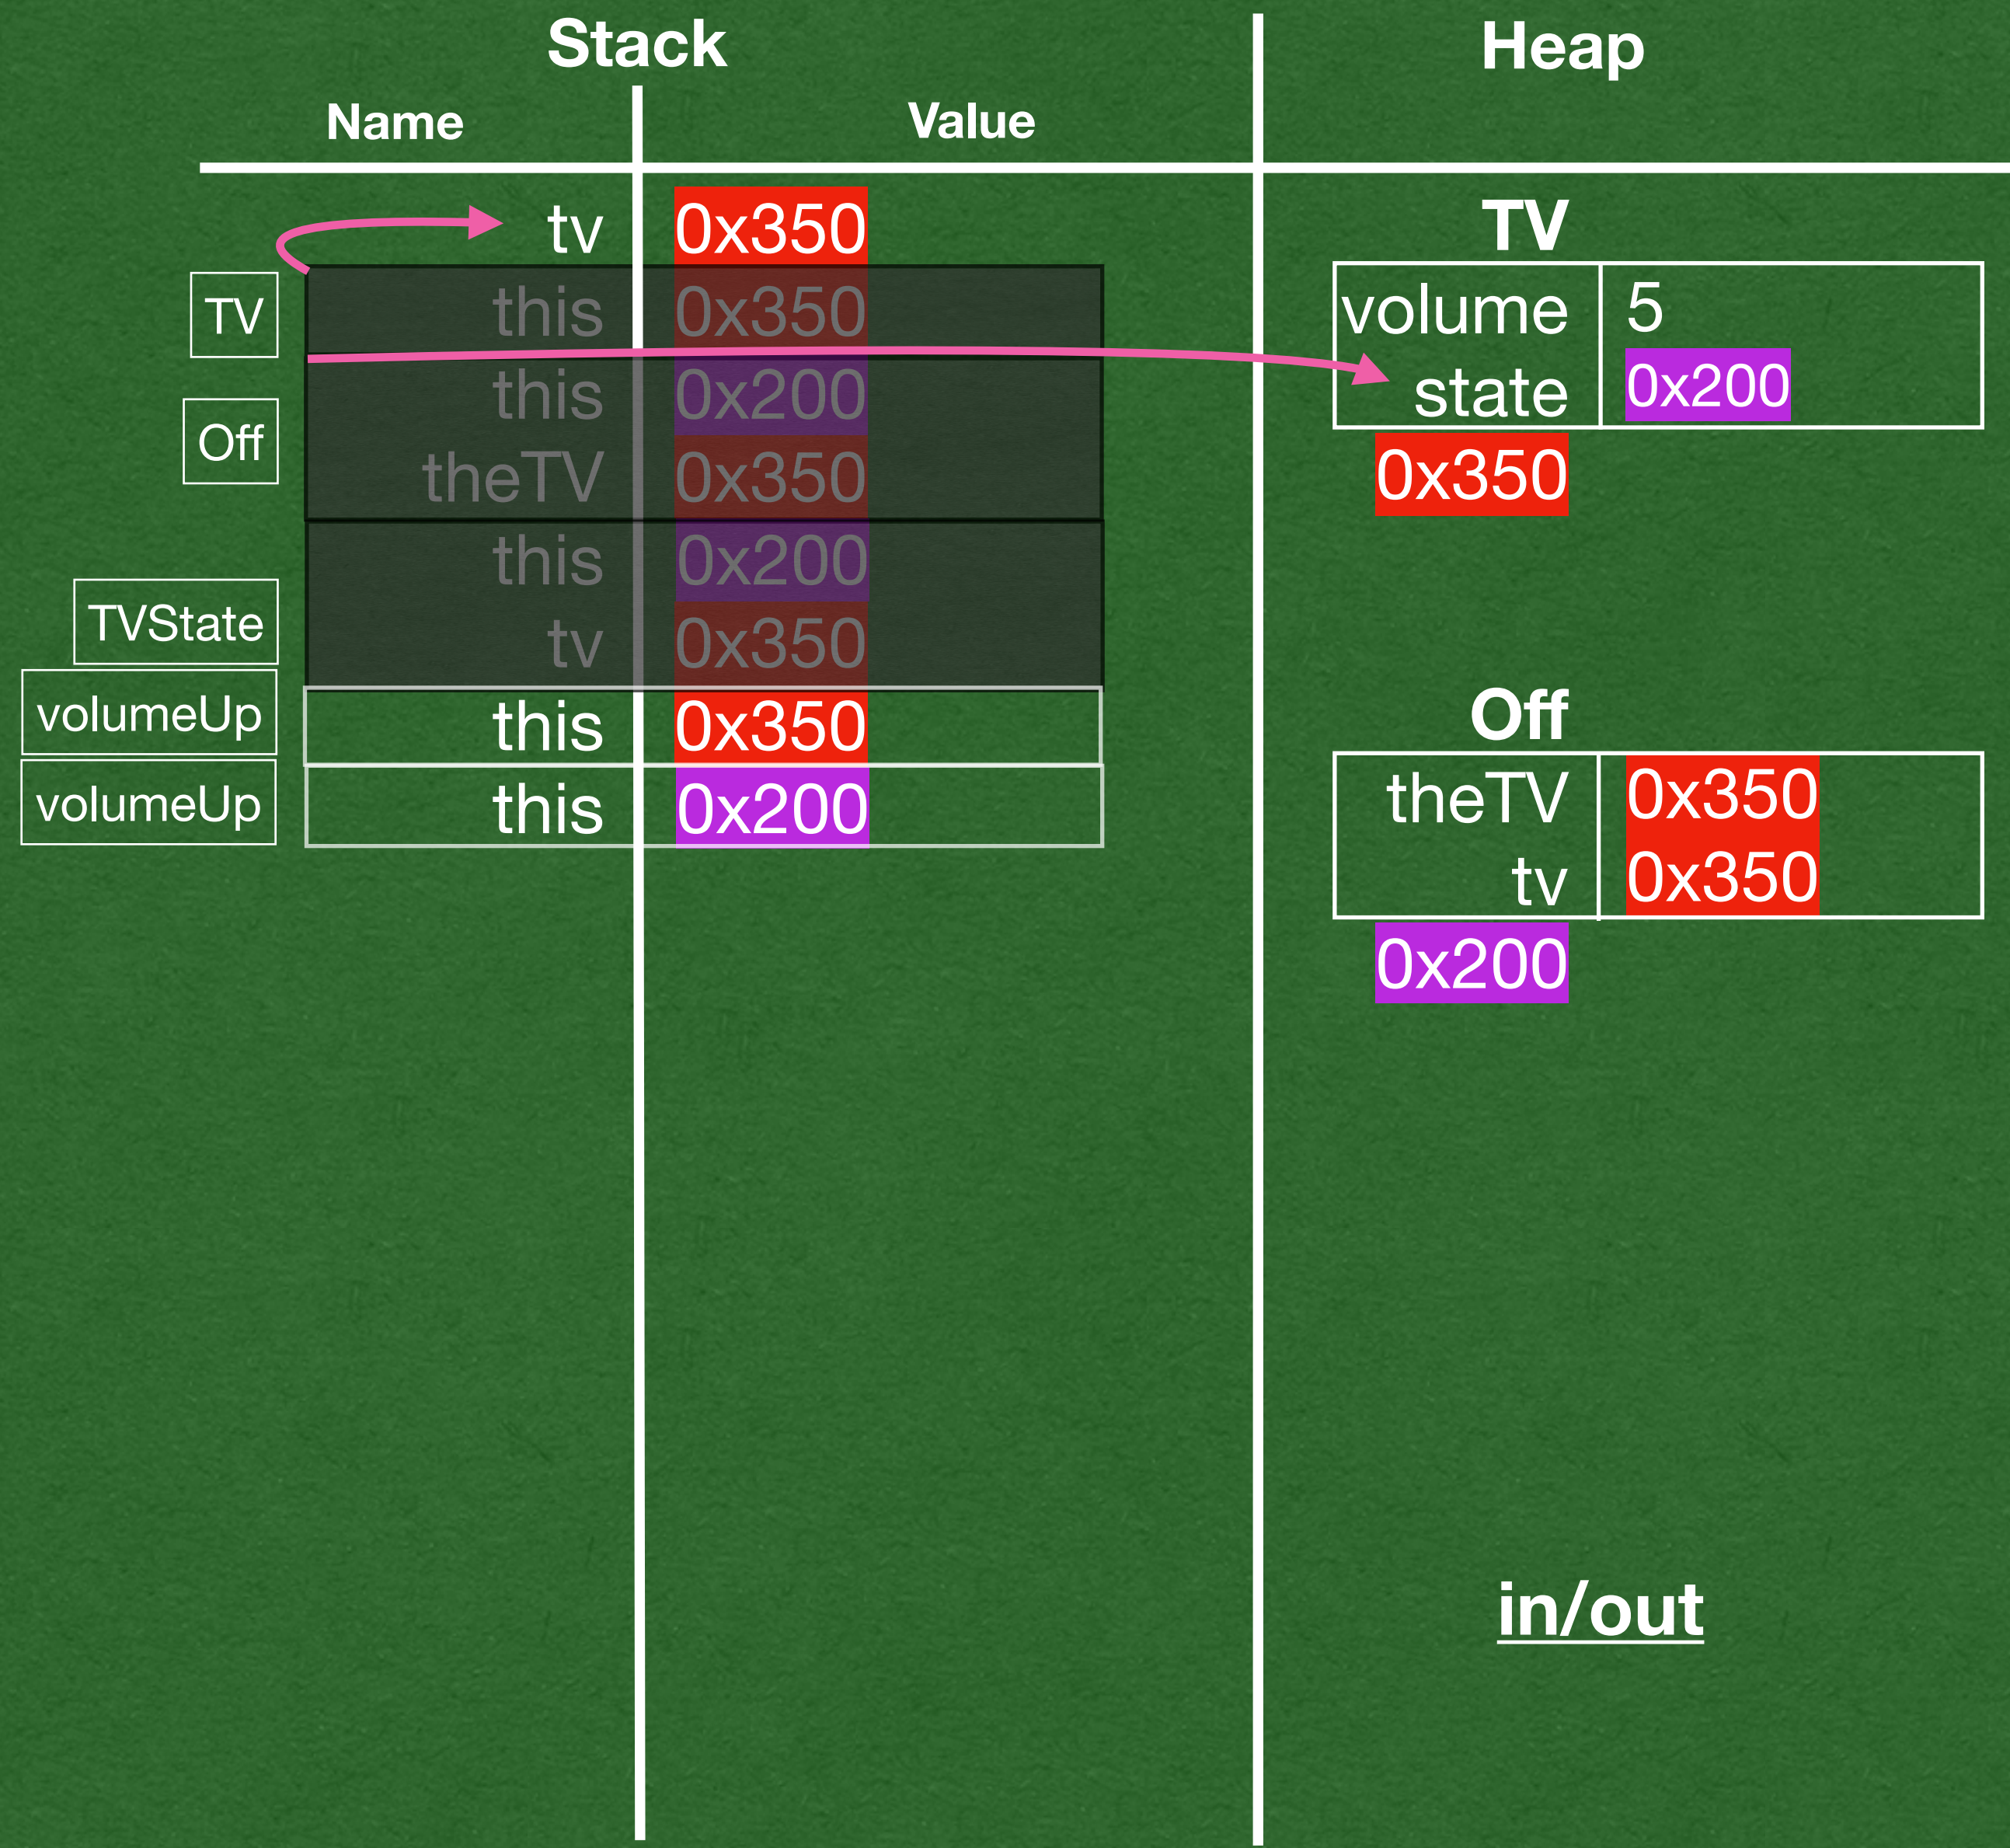 Stack Heap
Name Value
tv 0x350
TV this 0x350
this 0x200
Off theTV 0x350
this 0x200
TVState tv 0x350
volumeUp this 0x350
volumeUp this 0x200
TV
volume 5
state 0x200
0x350
Off
theTV 0x350
tv 0x350
0x200
in/out